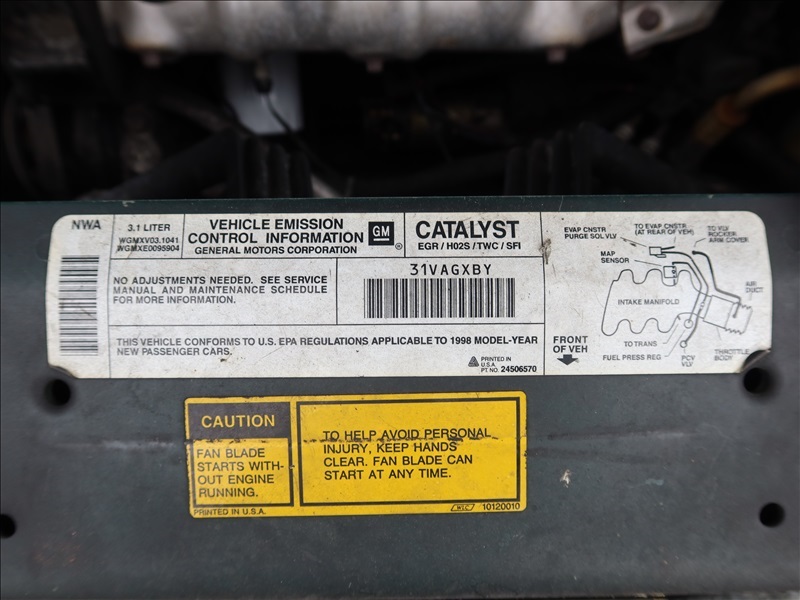 NWA
3.1 LITER
WGMXV03.1041
WGMXE0095904
VEHICLE EMISSION
CONTROL INFORMATION
GENERAL MOTORS CORPORATION
GM
®
CATALYST
EGR / HO2S / TWC / SFI
NO ADJUSTMENTS NEEDED. SEE SERVICE
MANUAL AND MAINTENANCE SCHEDULE
FOR MORE INFORMATION.
31VAGXBY
THIS VEHICLE CONFORMS TO U.S. EPA REGULATIONS APPLICABLE TO 1998 MODEL-YEAR
NEW PASSENGER CARS.
PRINTED IN
U.S.A.
PT NO. 24506570
EVAP CNSTR
PURGE SOL VLV
TO EVAP CNSTR
(AT REAR OF VEH)
TO VLV
ROCKER
ARM COVER
MAP
SENSOR
AIR
DUCT
INTAKE MANIFOLD
FRONT
OF VEH
TO TRANS
FUEL PRESS REG
PCV
VLV
THROTTLE
BODY
CAUTION
FAN BLADE
STARTS WITH-
OUT ENGINE
RUNNING.
TO HELP AVOID PERSONAL
INJURY, KEEP HANDS
CLEAR. FAN BLADE CAN
START AT ANY TIME.
PRINTED IN U.S.A.
10120010